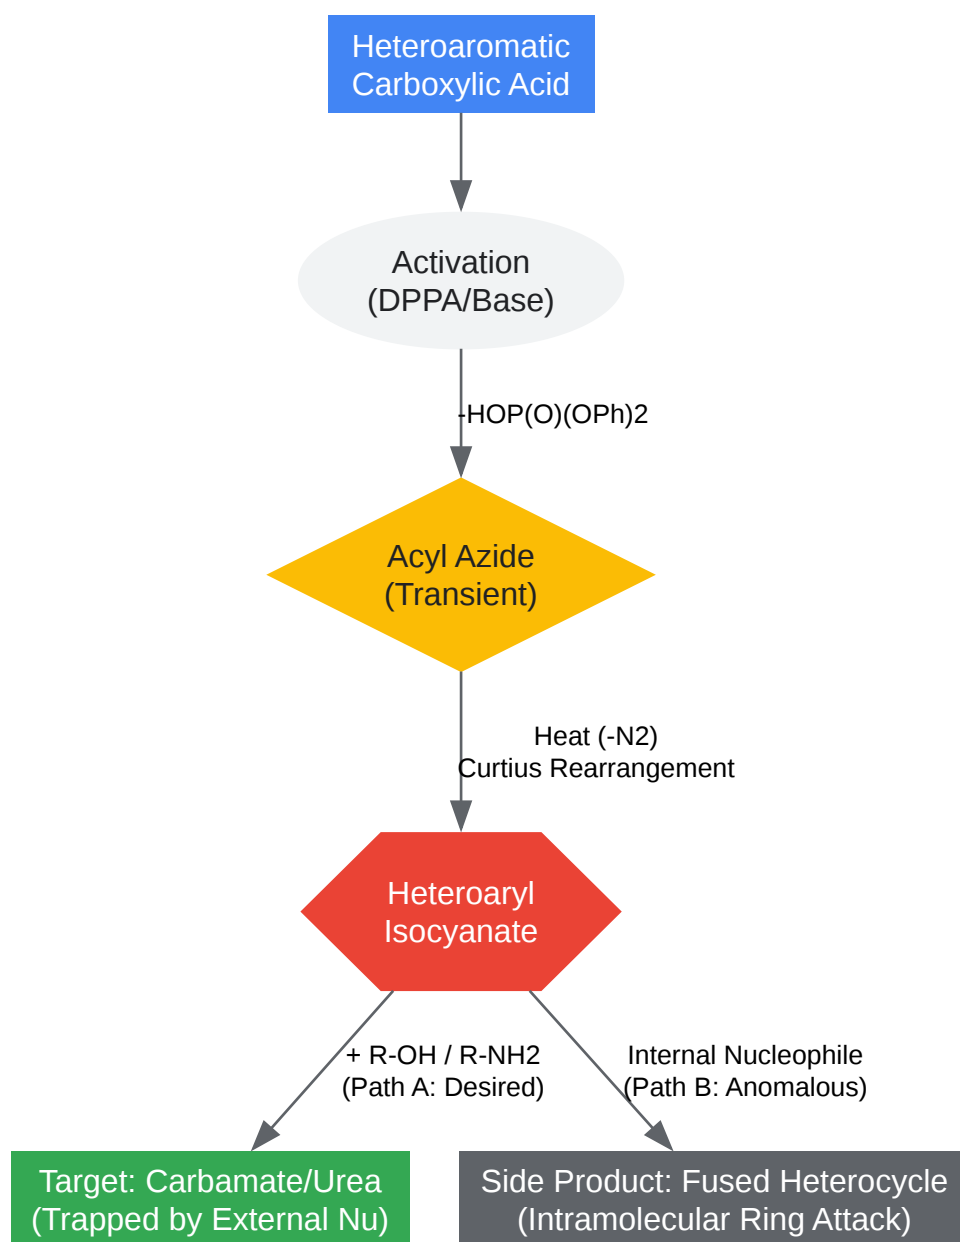 Heteroaromatic
Carboxylic Acid
Activation
(DPPA/Base)
-HOP(O)(OPh)2
Acyl Azide
(Transient)
Heat (-N2)
Curtius Rearrangement
Heteroaryl
Isocyanate
+ R-OH / R-NH2
(Path A: Desired)
Internal Nucleophile
(Path B: Anomalous)
Target: Carbamate/Urea
(Trapped by External Nu)
Side Product: Fused Heterocycle
(Intramolecular Ring Attack)